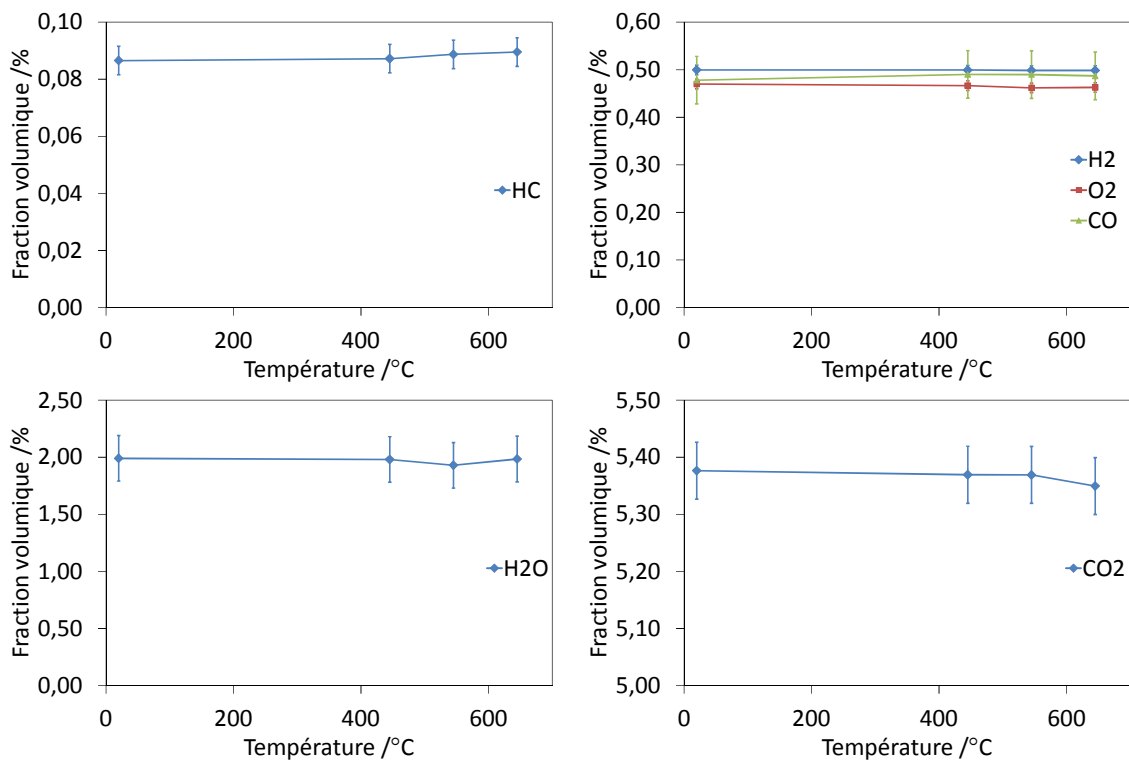 0,10
0,08
0,06
0,04
0,02
0,00
Fraction volumique /%
HC
0 200 400 600
Température /°C
0,60
0,50
0,40
0,30
0,20
0,10
0,00
Fraction volumique /%
H2
O2
CO
0 200 400 600
Température /°C
2,50
2,00
1,50
1,00
0,50
0,00
Fraction volumique /%
H2O
0 200 400 600
Température /°C
5,50
5,40
5,30
5,20
5,10
5,00
Fraction volumique /%
CO2
0 200 400 600
Température /°C